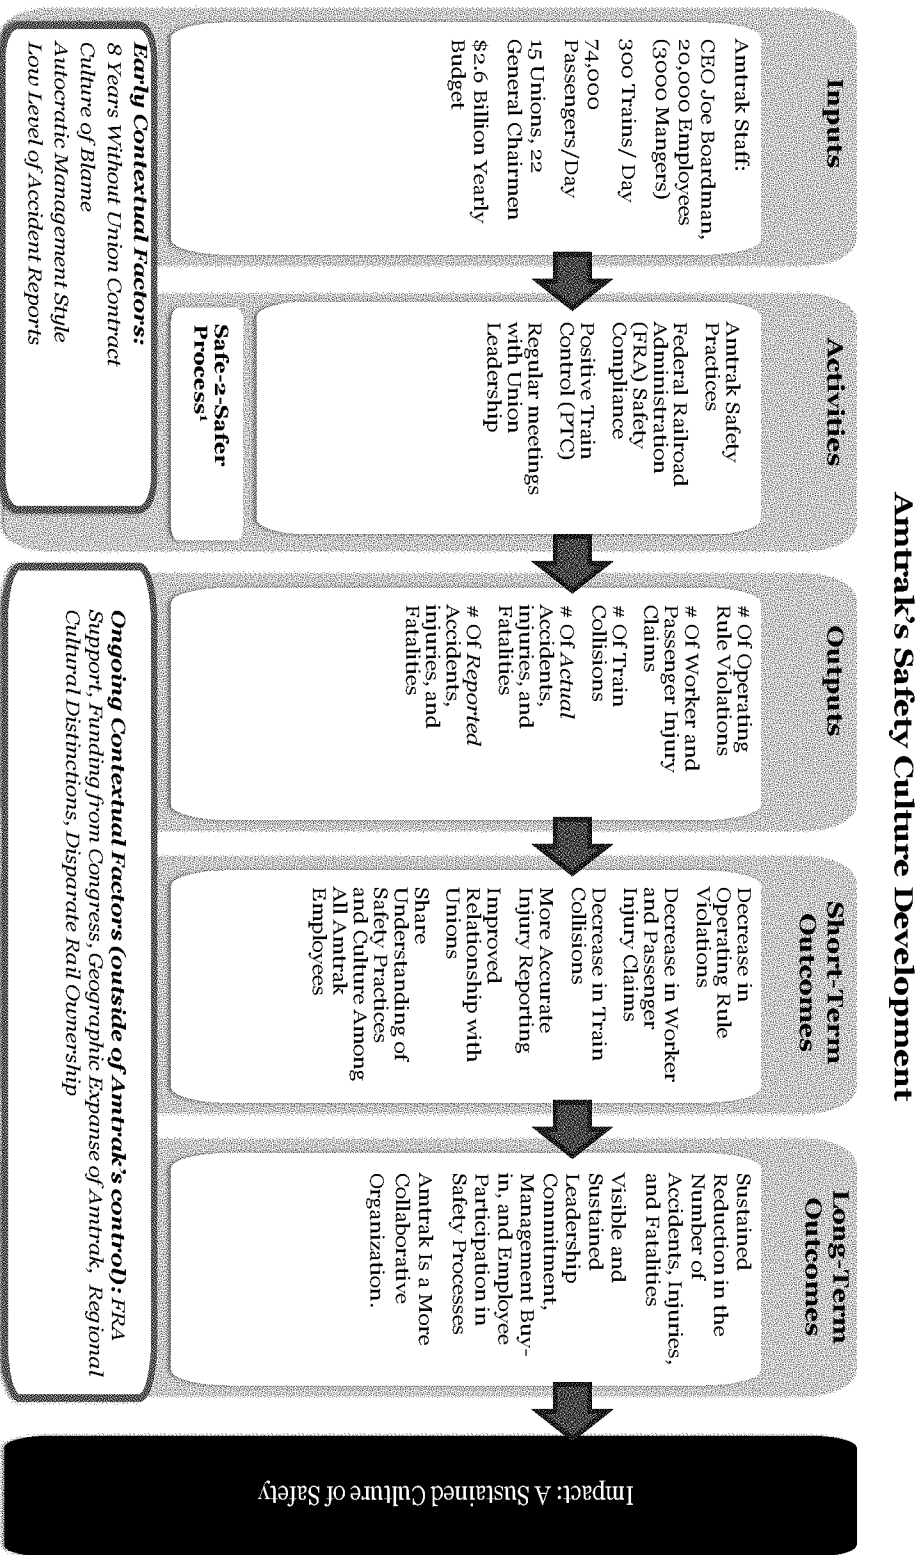 Amtrak's Safety Culture Development
Inputs
Amtrak Staff:
CEO Joe Boardman,
20,000 Employees
(3000 Mangers)
300 Trains/ Day
74,000
Passengers/Day
15 Unions, 22
General Chairmen
$2.6 Billion Yearly
Budget
Activities
Amtrak Safety
Practices
Federal Railroad
Administration
(FRA) Safety
Compliance
Positive Train
Control (PTC)
Regular meetings
with Union
Leadership
Safe-2-Safer
Process¹
Outputs
# Of Operating
Rule Violations
# Of Worker and
Passenger Injury
Claims
# Of Train
Collisions
# Of Actual
Accidents,
injuries, and
Fatalities
# Of Reported
Accidents,
injuries, and
Fatalities
Short-Term
Outcomes
Decrease in
Operating Rule
Violations
Decrease in Worker
and Passenger
Injury Claims
Decrease in Train
Collisions
More Accurate
Injury Reporting
Improved
Relationship with
Unions
Share
Understanding of
Safety Practices
and Culture Among
All Amtrak
Employees
Long-Term
Outcomes
Sustained
Reduction in the
Number of
Accidents, Injuries,
and Fatalities
Visible and
Sustained
Leadership
Commitment,
Management Buy-
in, and Employee
Participation in
Safety Processes
Amtrak Is a More
Collaborative
Organization.
Impact: A Sustained Culture of Safety
Early Contextual Factors:
8 Years Without Union Contract
Culture of Blame
Autocratic Management Style
Low Level of Accident Reports
Ongoing Contextual Factors (outside of Amtrak's control): FRA
Support, Funding from Congress, Geographic Expanse of Amtrak, Regional
Cultural Distinctions, Disparate Rail Ownership